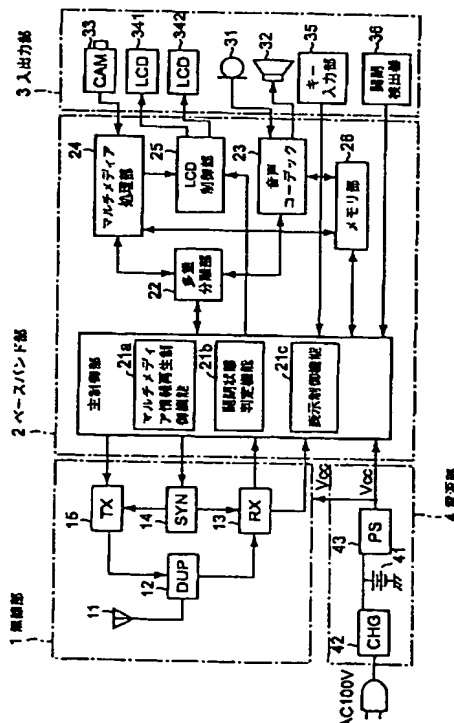 3 入出力部
33
CAM
341
LCD
342
LCD
31
32
35
キー
入力部
36
開閉
検出器
2 ベースバンド部
24
マルチメディア
処理部
25
LCD
制御部
23
音声
コーデック
26
メモリ部
22
多重
分離部
主制御部
21a
マルチメディ
ア情報再生制
御機能
21b
開閉状態
判定機能
21c
表示制御機能
1 無線部
15
TX
14
SYN
13
RX
12
DUP
11
4 電源部
Vcc
Vcc
43
PS
41
42
CHG
AC100V